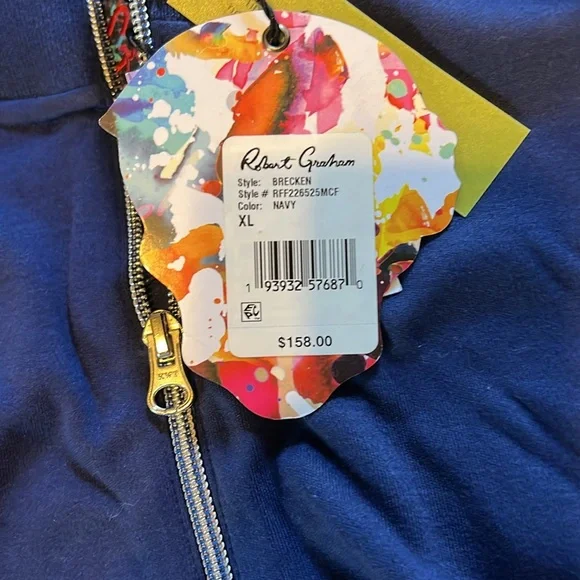 Robert Graham
Style: BRECKEN
Style # RFF226525MCF
Color: NAVY
XL
1 93932 57687 0
$158.00